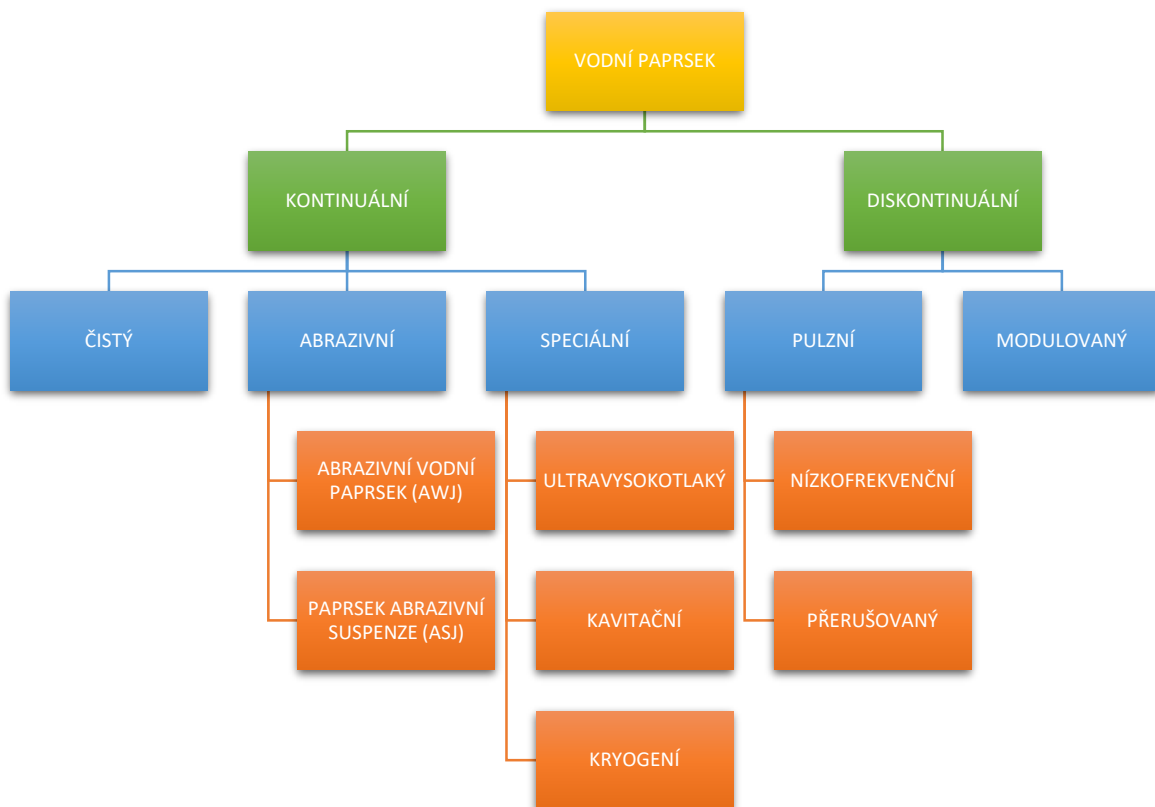 VODNÍ PAPRSEK
KONTINUÁLNÍ
DISKONTINUÁLNÍ
ČISTÝ
ABRAZIVNÍ
SPECIÁLNÍ
PULZNÍ
MODULOVANÝ
ABRAZIVNÍ VODNÍ
PAPRSEK (AWJ)
ULTRAVYSOKOTLAKÝ
NÍZKOFREKVENČNÍ
PAPRSEK ABRAZIVNÍ
SUSPENZE (ASJ)
KAVITAČNÍ
PŘERUŠOVANÝ
KRYOGENÍ